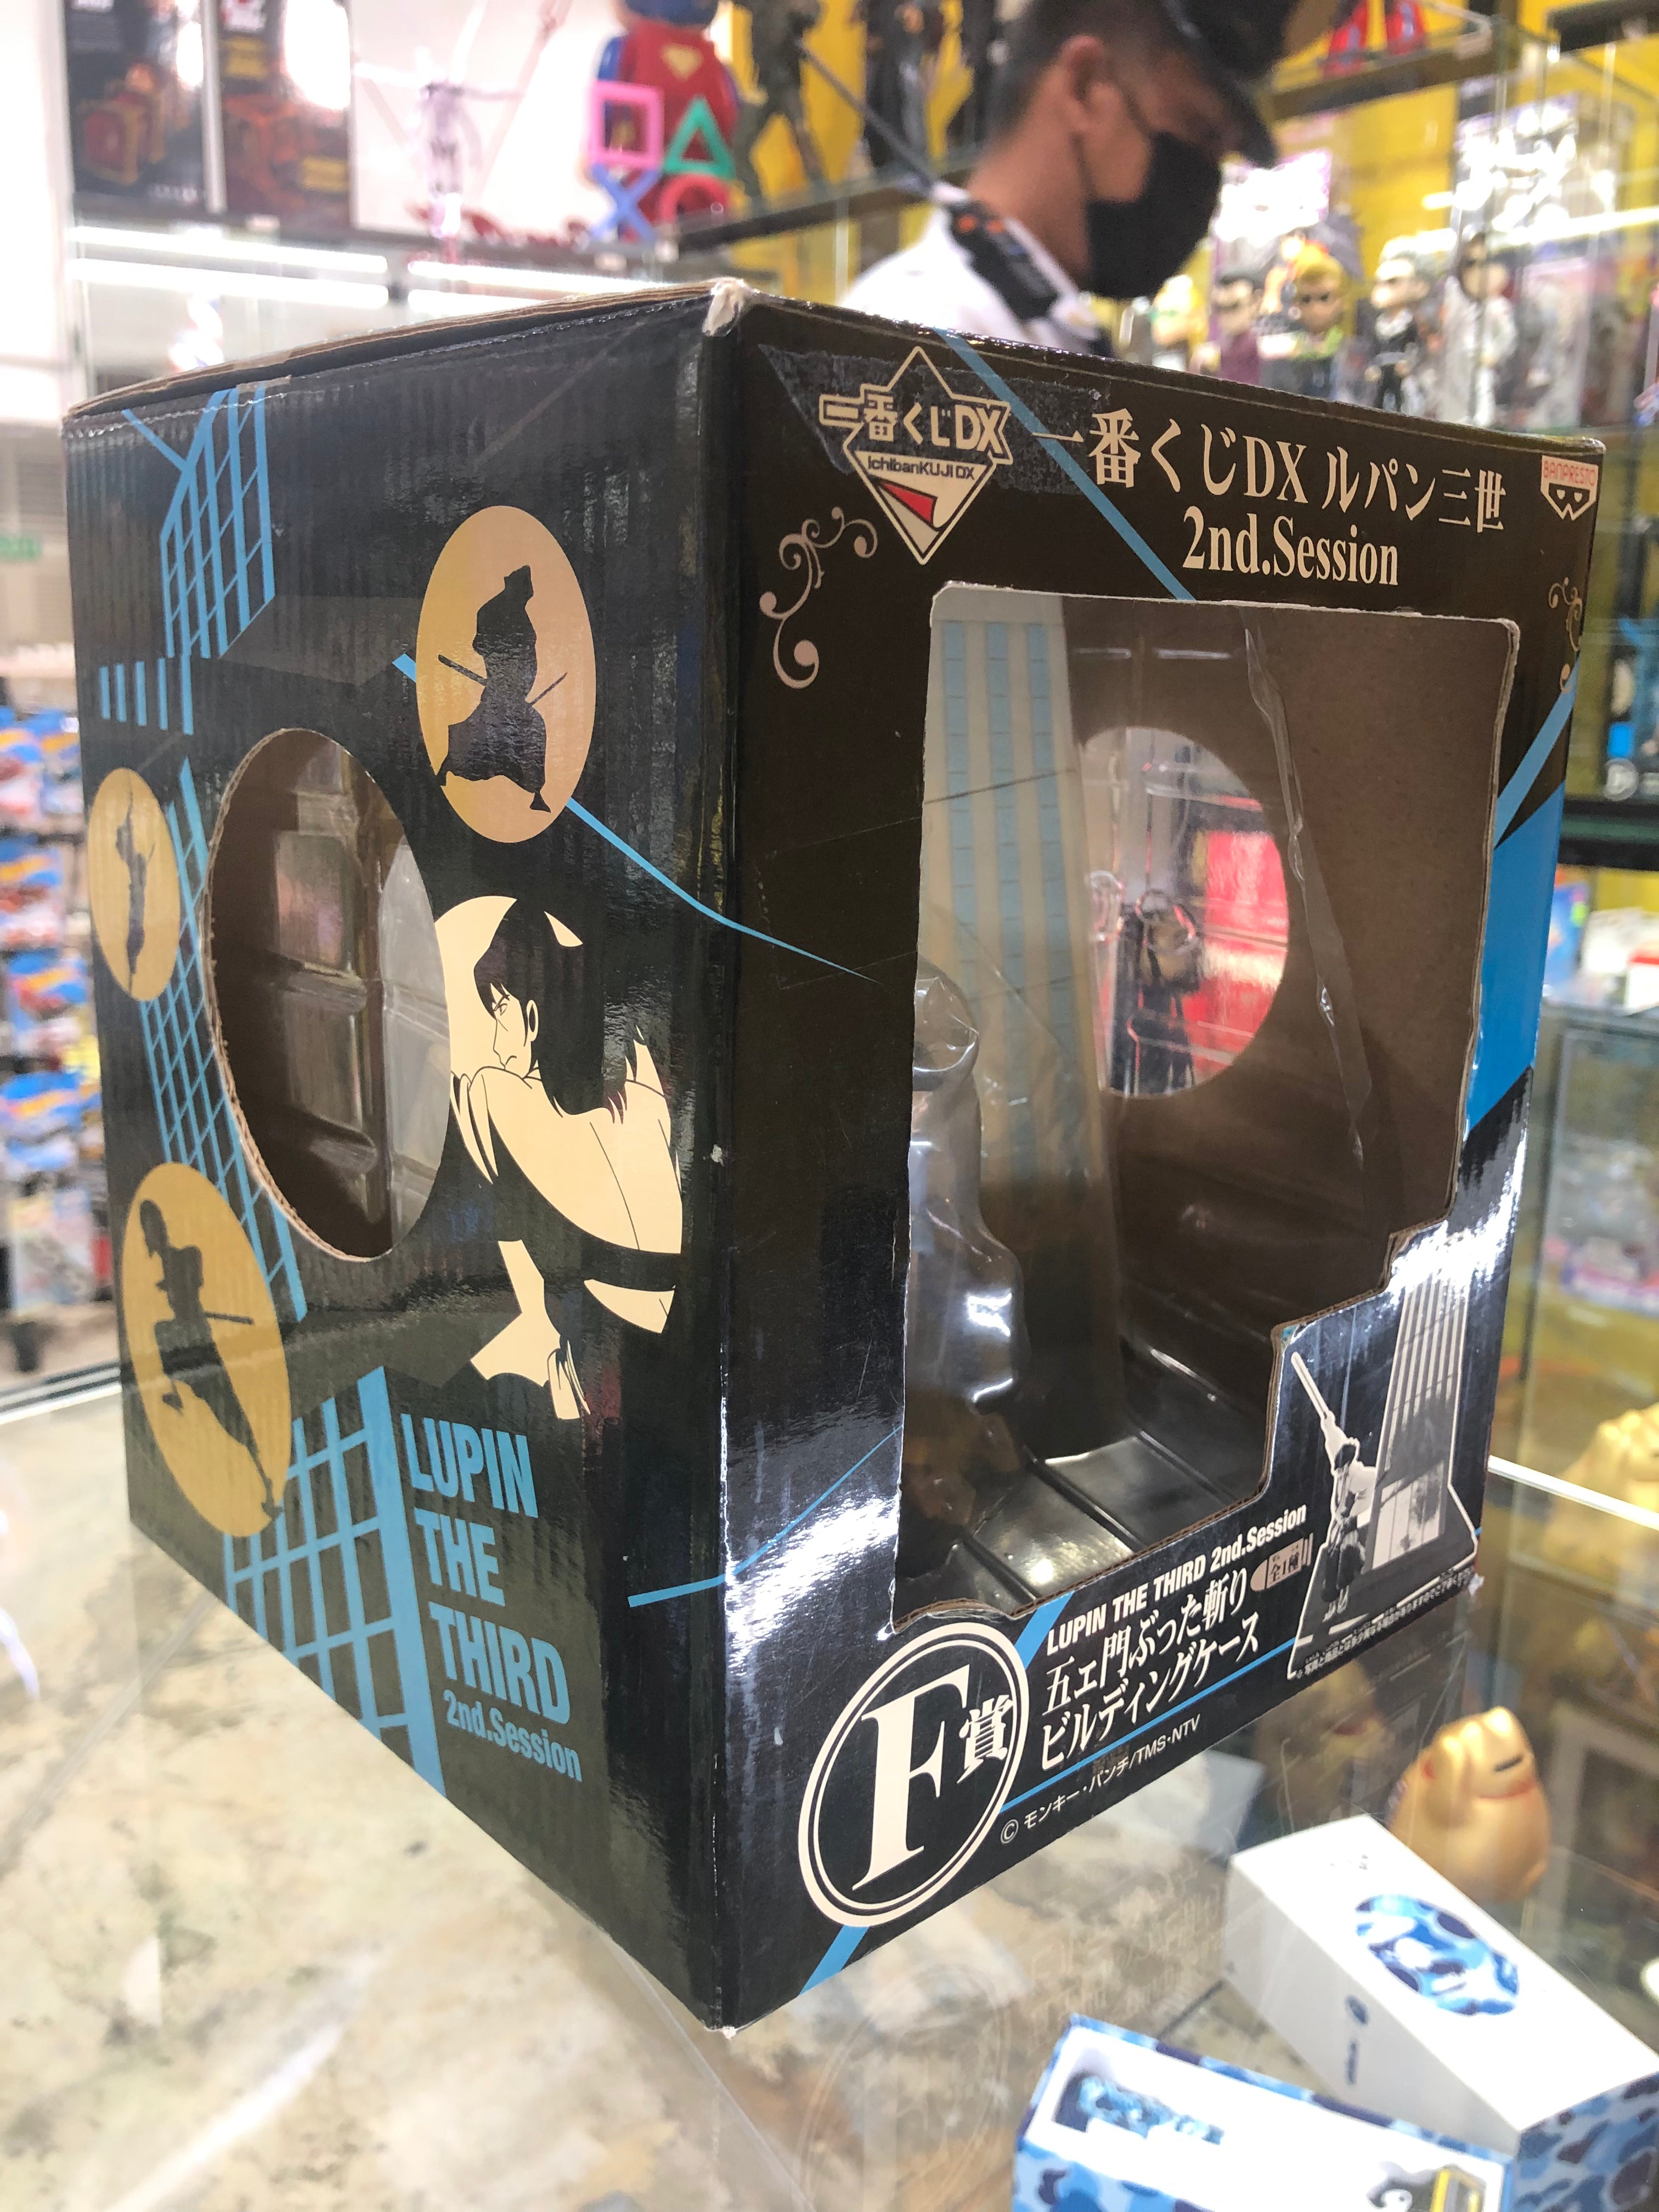 一番くじDX
IchibanKUJI DX
一番くじDX ルパン三世
2nd.Session
BANPRESTO
LUPIN
THE
THIRD
2nd.Session
LUPIN THE THIRD 2nd.Session
五ェ門ぶった斬り
ビルディングケース
全1種
F賞
© モンキー・パンチ/TMS・NTV